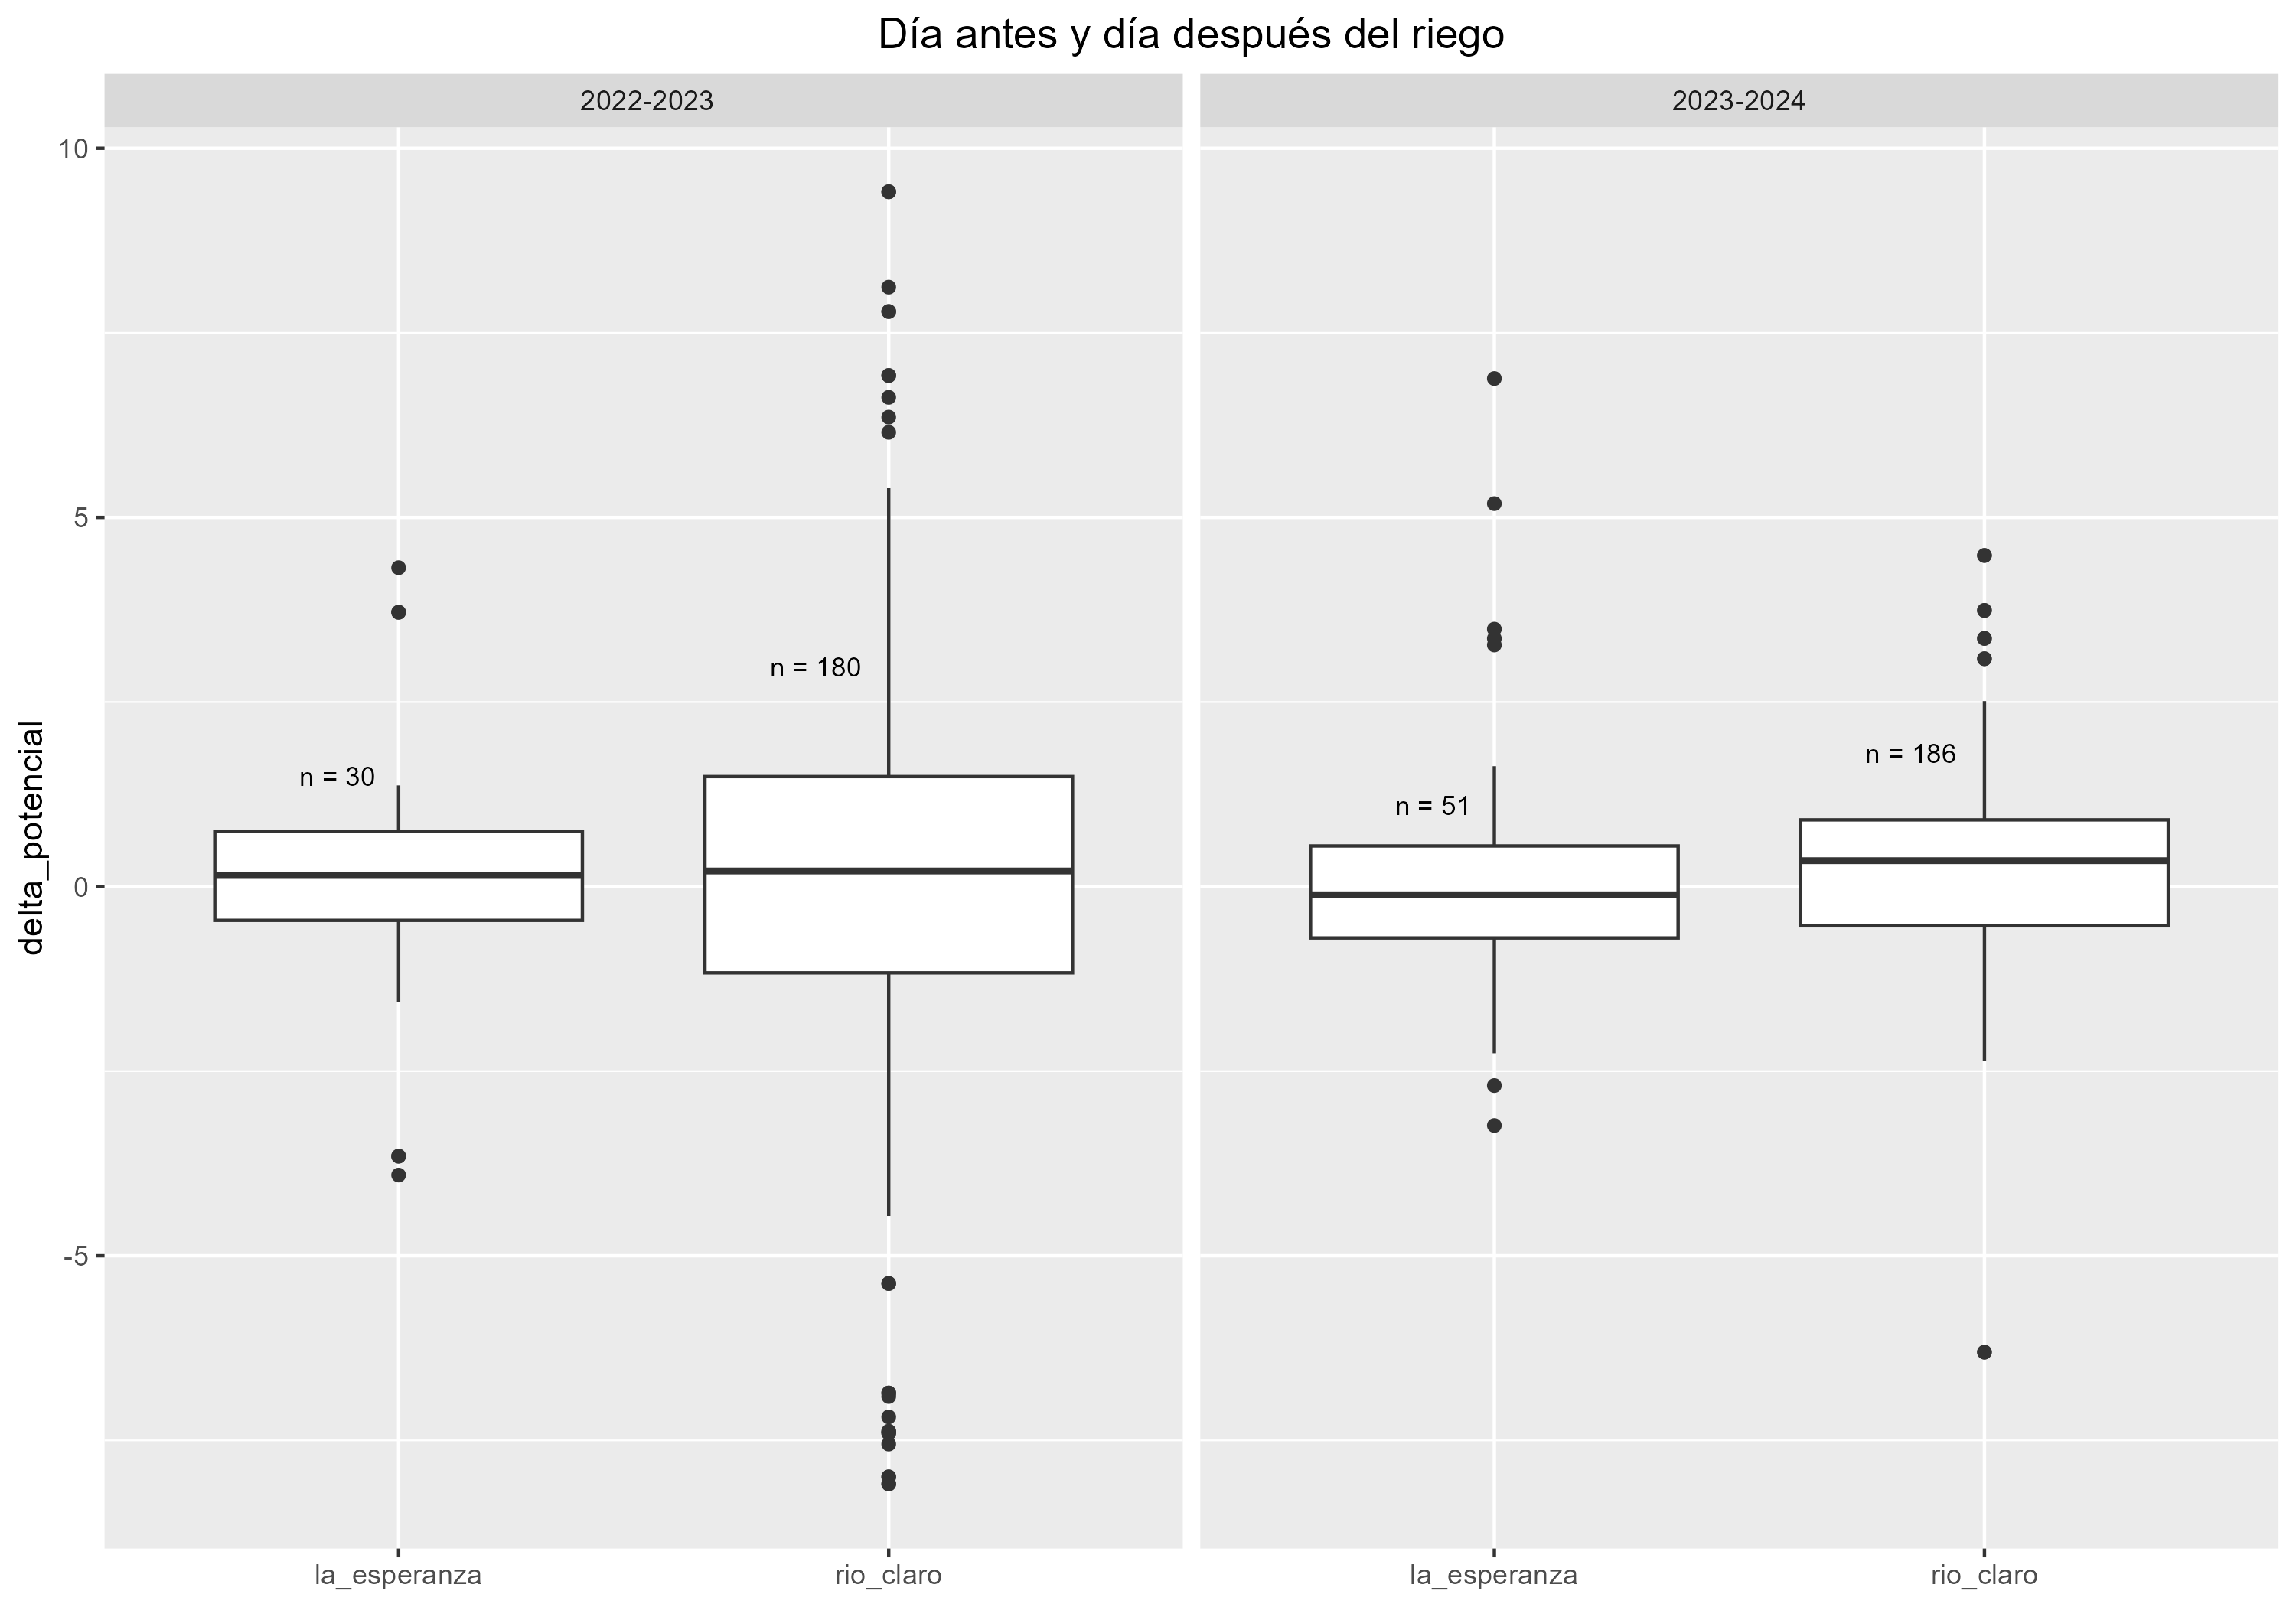 Día antes y día después del riego
2022-2023
2023-2024
delta_potencial
10
5
0
-5
n = 30
n = 180
n = 51
n = 186
la_esperanza
rio_claro
la_esperanza
rio_claro